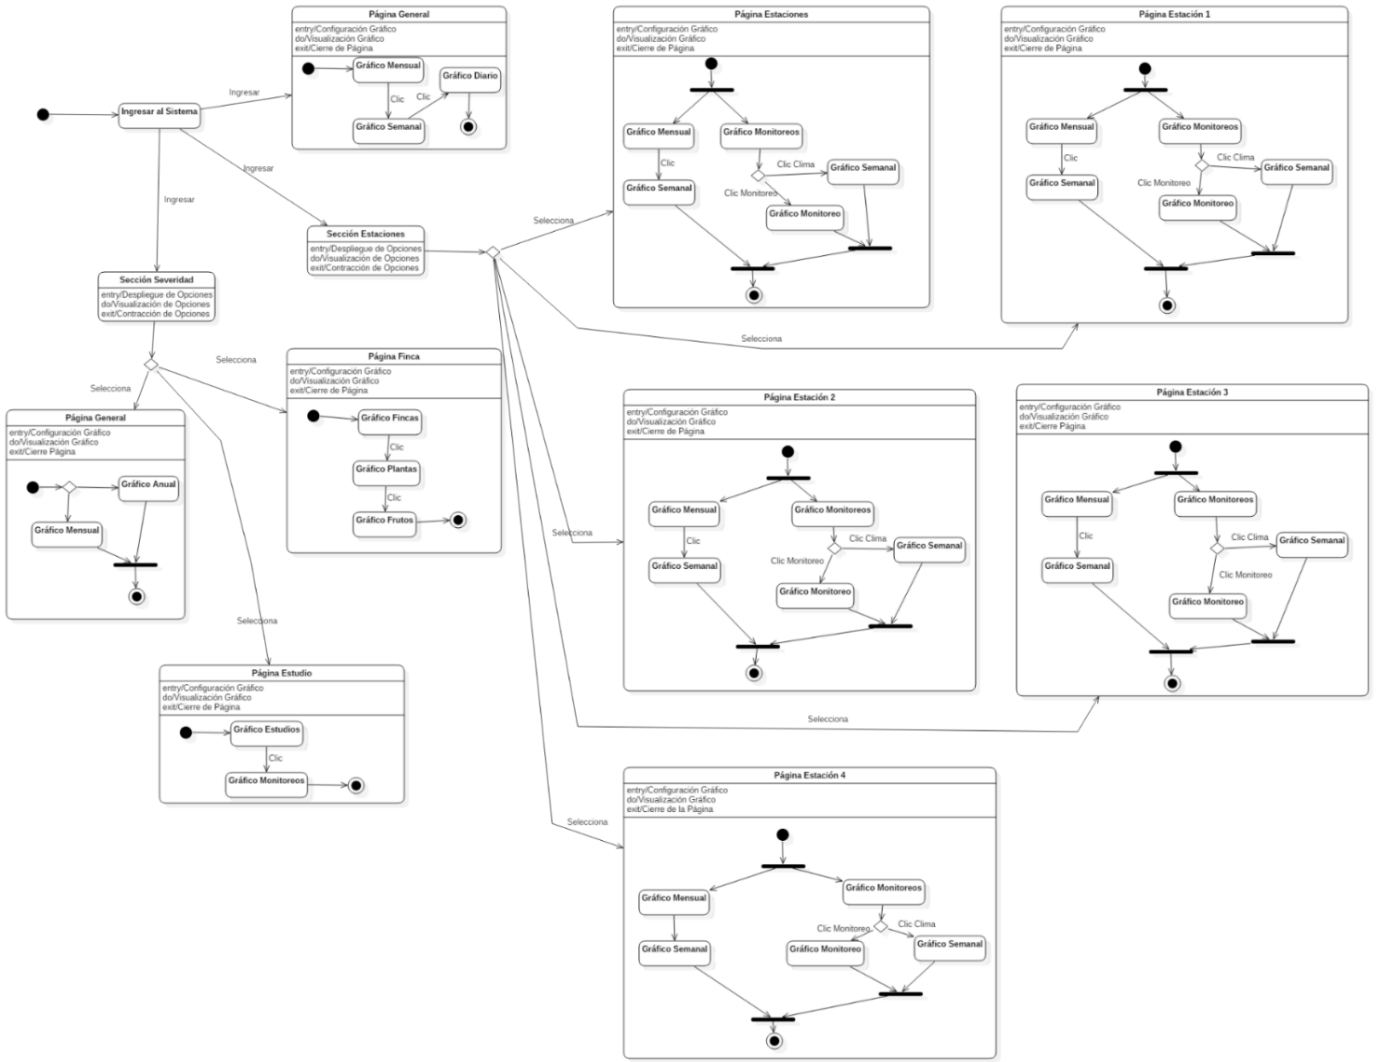 Ingresar al Sistema
Ingresar
Ingresar
Ingresar
Página General
entry/Configuración Gráfico
do/Visualización Gráfico
exit/Cierre de Página
Gráfico Mensual
Clic
Gráfico Semanal
Clic
Gráfico Diario
Sección Estaciones
entry/Despliegue de Opciones
do/Visualización de Opciones
exit/Contracción de Opciones
Selecciona
Selecciona
Selecciona
Selecciona
Selecciona
Página Estaciones
entry/Configuración Gráfico
do/Visualización Gráfico
exit/Cierre de Página
Gráfico Mensual
Gráfico Monitoreos
Clic
Clic Clima
Gráfico Semanal
Gráfico Semanal
Clic Monitoreo
Gráfico Monitoreo
Página Estación 1
entry/Configuración Gráfico
do/Visualización Gráfico
exit/Cierre de Página
Gráfico Mensual
Gráfico Monitoreos
Clic
Clic Clima
Gráfico Semanal
Gráfico Semanal
Clic Monitoreo
Gráfico Monitoreo
Sección Severidad
entry/Despliegue de Opciones
do/Visualización de Opciones
exit/Contracción de Opciones
Selecciona
Selecciona
Selecciona
Página General
entry/Configuración Gráfico
do/Visualización Gráfico
exit/Cierre Página
Gráfico Anual
Gráfico Mensual
Página Finca
entry/Configuración Gráfico
do/Visualización Gráfico
exit/Cierre de Página
Gráfico Fincas
Clic
Gráfico Plantas
Clic
Gráfico Frutos
Página Estudio
entry/Configuración Gráfico
do/Visualización Gráfico
exit/Cierre de Página
Gráfico Estudios
Clic
Gráfico Monitoreos
Página Estación 2
entry/Configuración Gráfico
do/Visualización Gráfico
exit/Cierre de Página
Gráfico Mensual
Gráfico Monitoreos
Clic
Clic Clima
Gráfico Semanal
Gráfico Semanal
Clic Monitoreo
Gráfico Monitoreo
Página Estación 3
entry/Configuración Gráfico
do/Visualización Gráfico
exit/Cierre Página
Gráfico Mensual
Gráfico Monitoreos
Clic
Clic Clima
Gráfico Semanal
Gráfico Semanal
Clic Monitoreo
Gráfico Monitoreo
Página Estación 4
entry/Configuración Gráfico
do/Visualización Gráfico
exit/Cierre de la Página
Gráfico Mensual
Gráfico Monitoreos
Clic Monitoreo
Clic Clima
Gráfico Semanal
Gráfico Monitoreo
Gráfico Semanal